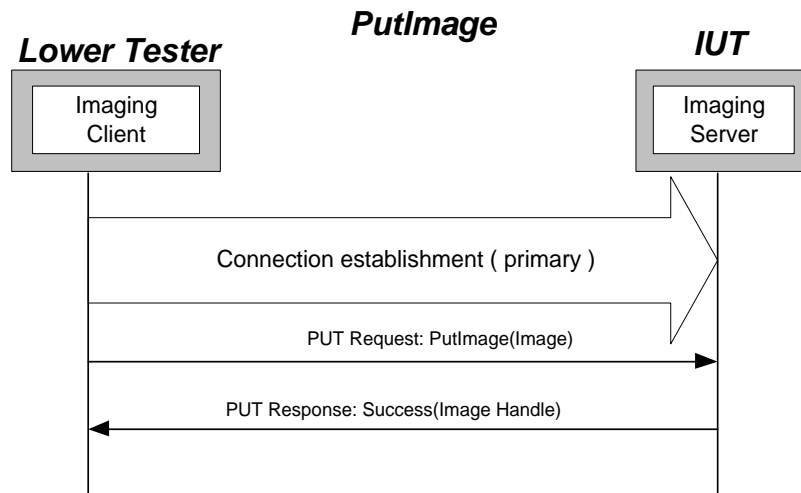 PutImage
Lower Tester
IUT
Imaging
Client
Imaging
Server
Connection establishment ( primary )
PUT Request: PutImage(Image)
PUT Response: Success(Image Handle)